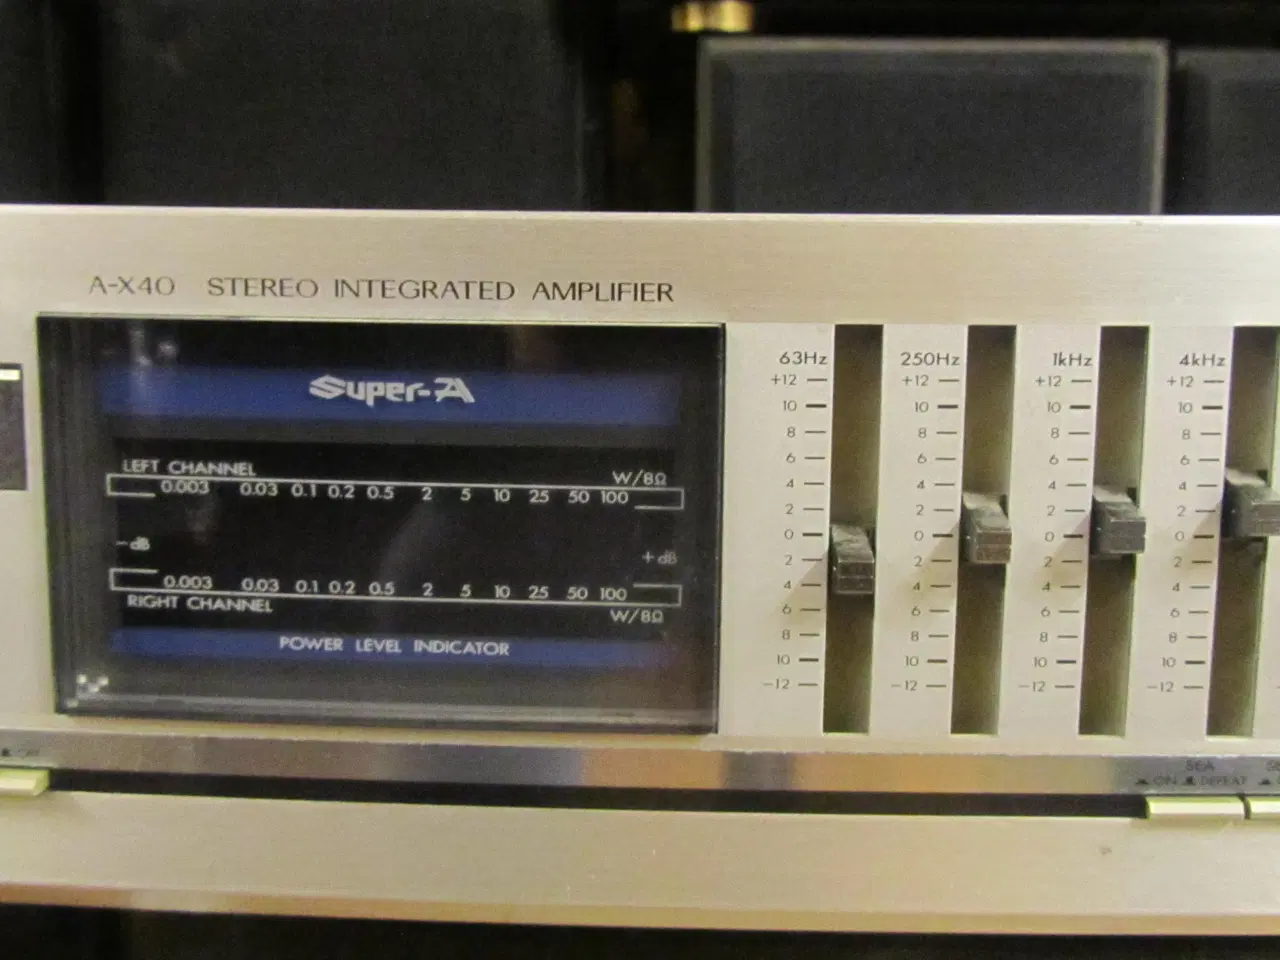 A-X40 STEREO INTEGRATED AMPLIFIER
Super-A
LEFT CHANNEL W/8Ω
0.003 0.03 0.1 0.2 0.5 2 5 10 25 50 100
-dB +dB
0.003 0.03 0.1 0.2 0.5 2 5 10 25 50 100
RIGHT CHANNEL W/8Ω
POWER LEVEL INDICATOR
63Hz 250Hz 1kHz 4kHz
+12 +12 +12 +12
10 10 10 10
8 8 8 8
6 6 6 6
4 4 4 4
2 2 2 2
0 0 0 0
2 2 2 2
4 4 4 4
6 6 6 6
8 8 8 8
10 10 10 10
-12 -12 -12 -12
SEA
ON DEFEAT